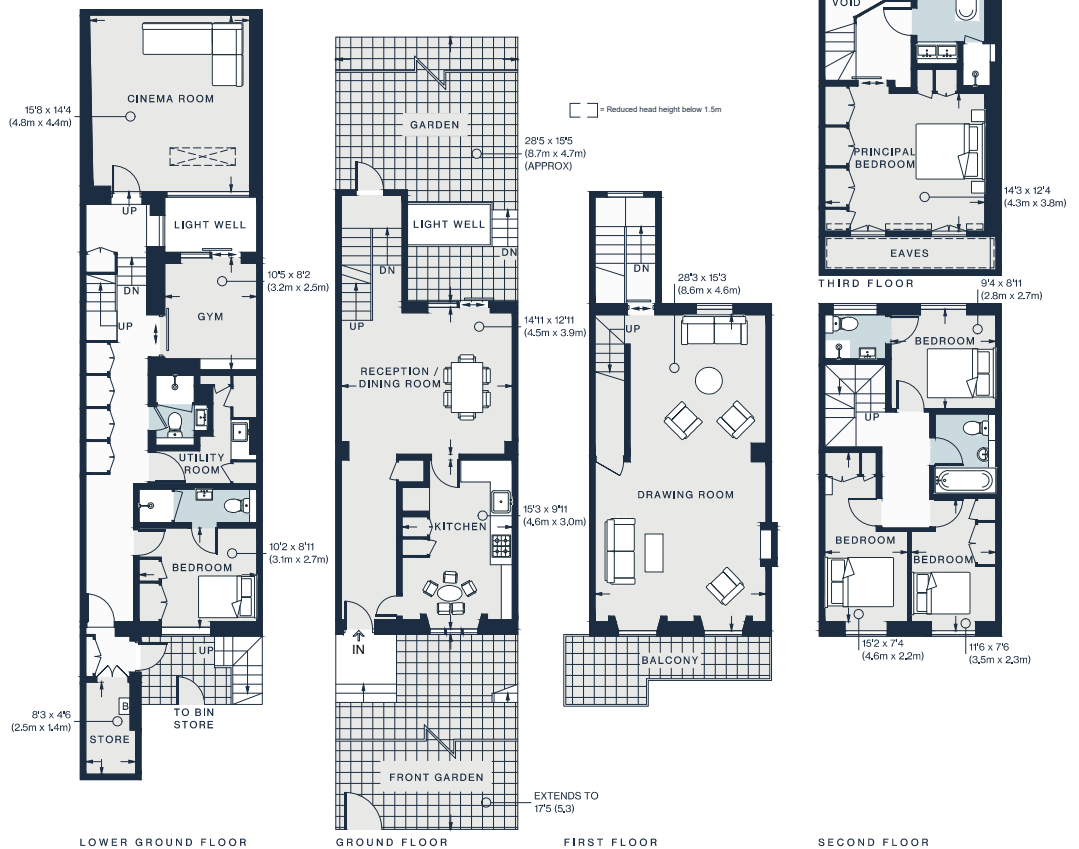 CINEMA ROOM
15'8 x 14'4
(4.8m x 4.4m)
UP
LIGHT WELL
DN
UP
10'5 x 8'2
(3.2m x 2.5m)
GYM
UTILITY
ROOM
BEDROOM
10'2 x 8'11
(3.1m x 2.7m)
UP
TO BIN
STORE
B
8'3 x 4'6
(2.5m x 1.4m)
STORE
LOWER GROUND FLOOR
GARDEN
28'5 x 15'5
(8.7m x 4.7m)
(APPROX)
LIGHT WELL
DN
DN
UP
14'11 x 12'11
(4.5m x 3.9m)
RECEPTION /
DINING ROOM
KITCHEN
15'3 x 9'11
(4.6m x 3.0m)
IN
FRONT GARDEN
EXTENDS TO
17'5 (5.3)
GROUND FLOOR
= Reduced head height below 1.5m
DN
UP
28'3 x 15'3
(8.6m x 4.6m)
DRAWING ROOM
BALCONY
FIRST FLOOR
VOID
PRINCIPAL
BEDROOM
14'3 x 12'4
(4.3m x 3.8m)
EAVES
THIRD FLOOR
9'4 x 8'11
(2.8m x 2.7m)
BEDROOM
UP
BEDROOM
BEDROOM
15'2 x 7'4
(4.6m x 2.2m)
11'6 x 7'6
(3.5m x 2.3m)
SECOND FLOOR